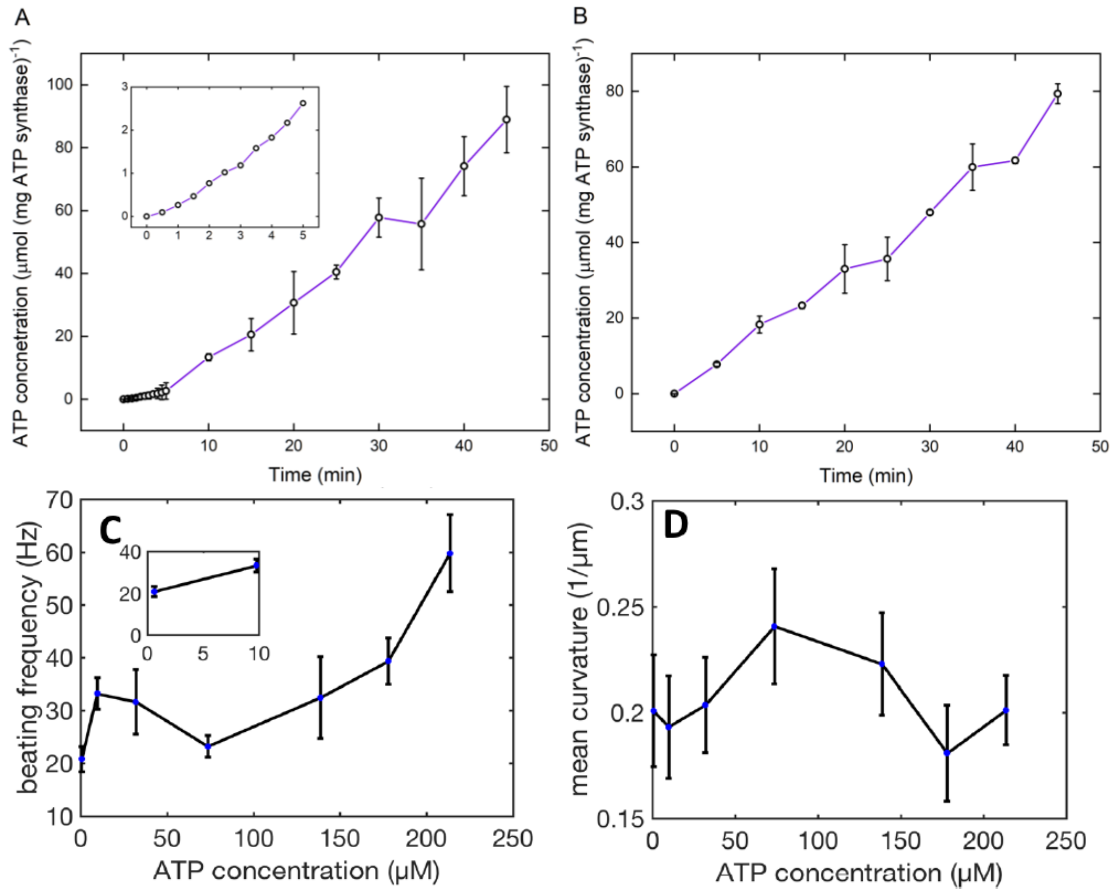 A
ATP concnetration (μmol (mg ATP synthase)⁻¹)
100
80
60
40
20
0
3
2
1
0
0 1 2 3 4 5
0 10 20 30 40 50
Time (min)
B
ATP concentration (μmol (mg ATP synthase)⁻¹)
80
60
40
20
0
0 10 20 30 40 50
Time (min)
C
beating frequency (Hz)
70
60
50
40
30
20
10
40
20
0
0 5 10
0 50 100 150 200 250
ATP concentration (μM)
D
mean curvature (1/μm)
0.3
0.25
0.2
0.15
0 50 100 150 200 250
ATP concentration (μM)